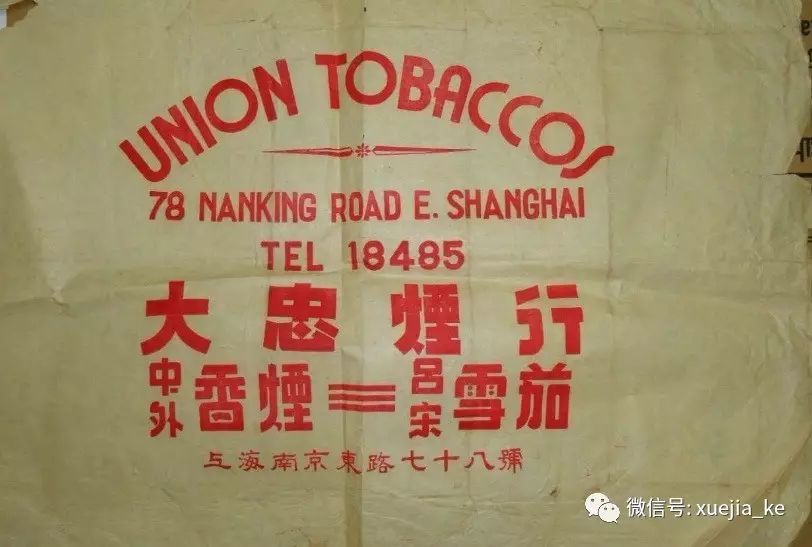 UNION TOBACCOS
78 NANKING ROAD E. SHANGHAI
TEL 18485
大忠煙行
中外香煙 呂宋雪茄
上海南京東路七十八號
微信号: xuejia_ke